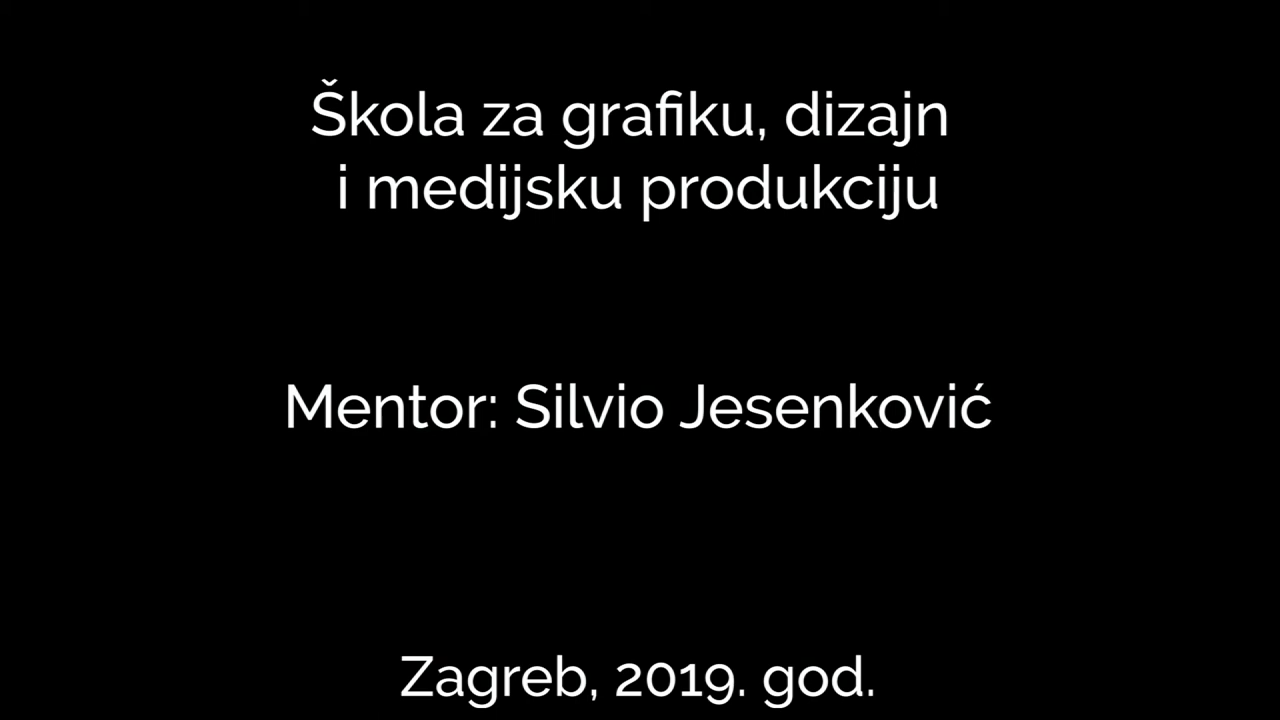 Škola za grafiku, dizajn
i medijsku produkciju
Mentor: Silvio Jesenković
Zagreb, 2019. god.